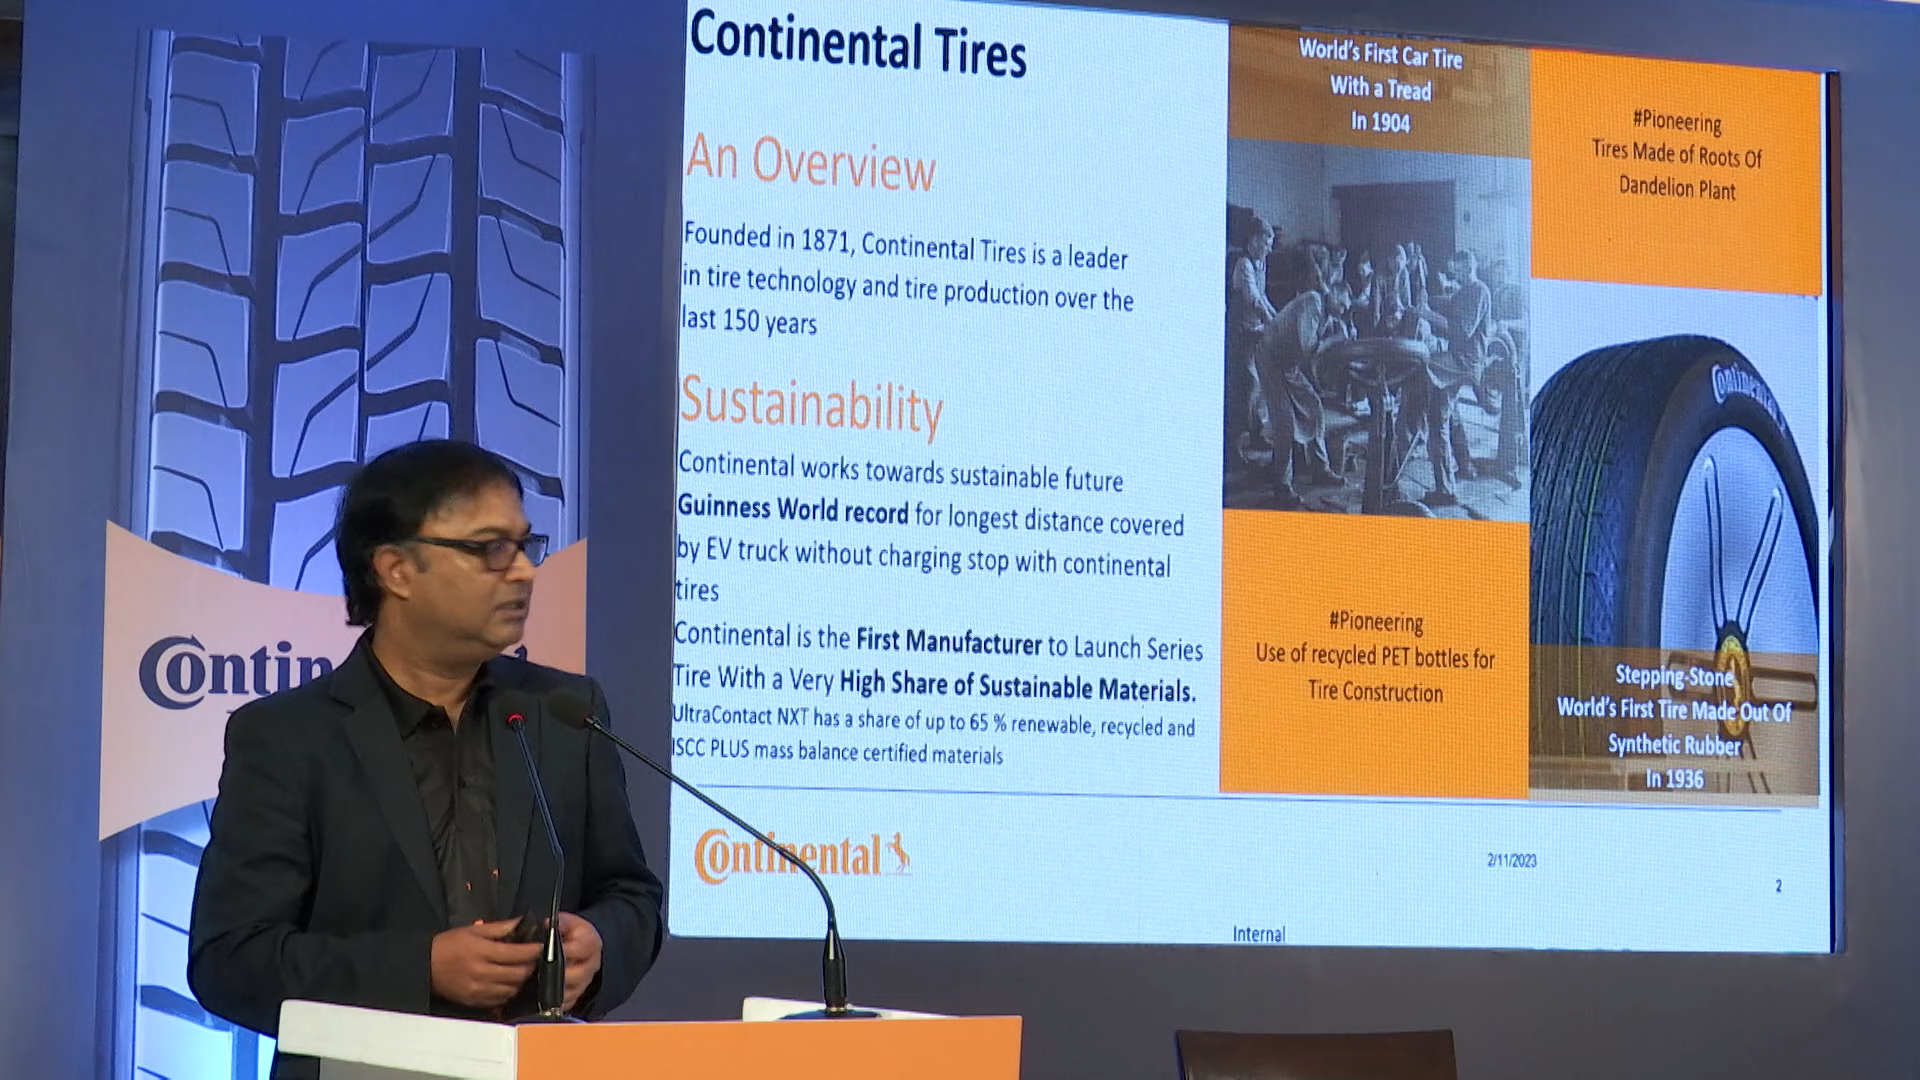 Continental Tires
An Overview
Founded in 1871, Continental Tires is a leader
in tire technology and tire production over the
last 150 years
Sustainability
Continental works towards sustainable future
Guinness World record for longest distance covered
by EV truck without charging stop with continental
tires
Continental is the First Manufacturer to Launch Series
Tire With a Very High Share of Sustainable Materials.
UltraContact NXT has a share of up to 65 % renewable, recycled and
ISCC PLUS mass balance certified materials
World's First Car Tire
With a Tread
In 1904
#Pioneering
Tires Made of Roots Of
Dandelion Plant
Continental
#Pioneering
Use of recycled PET bottles for
Tire Construction
Stepping-Stone
World's First Tire Made Out Of
Synthetic Rubber
In 1936
Continental
2/11/2023
2
Internal
Contin